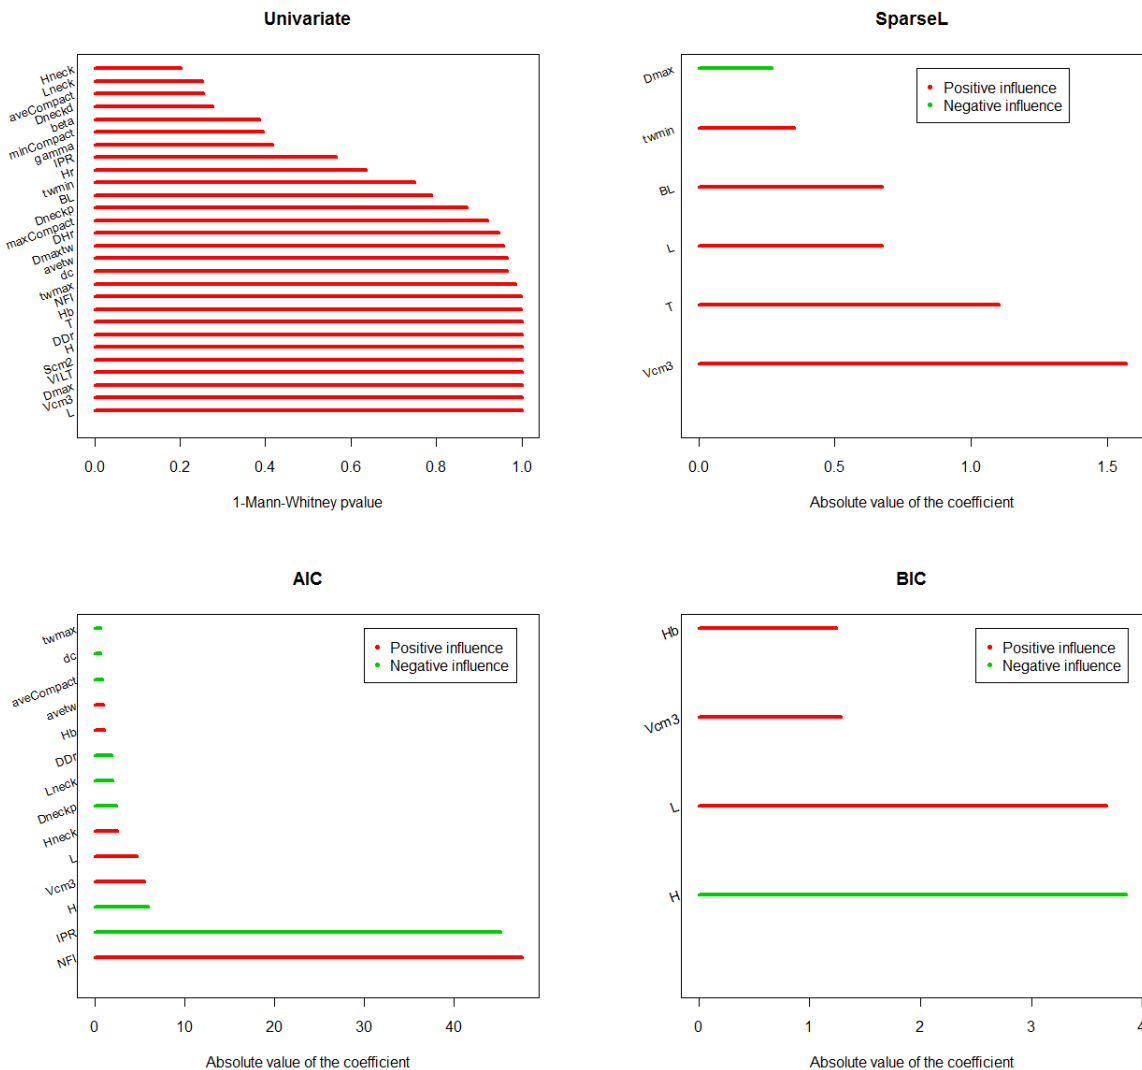 Univariate
Hneck
Lneck
aveCompact
Dneckd
beta
minCompact
gamma
IPR
Hr
twmin
BL
Dneckp
maxCompact
DHr
Dmaxtw
avetw
dc
twmax
NFI
Hb
T
DDr
H
Scm2
VILT
Dmax
Vcm3
L
0.0 0.2 0.4 0.6 0.8 1.0
1-Mann-Whitney pvalue
SparseL
Positive influence
Negative influence
Dmax
twmin
BL
L
T
Vcm3
0.0 0.5 1.0 1.5
Absolute value of the coefficient
AIC
Positive influence
Negative influence
twmax
dc
aveCompact
avetw
Hb
DDr
Lneck
Dneckp
Hneck
L
Vcm3
H
IPR
NFI
0 10 20 30 40
Absolute value of the coefficient
BIC
Positive influence
Negative influence
Hb
Vcm3
L
H
0 1 2 3 4
Absolute value of the coefficient